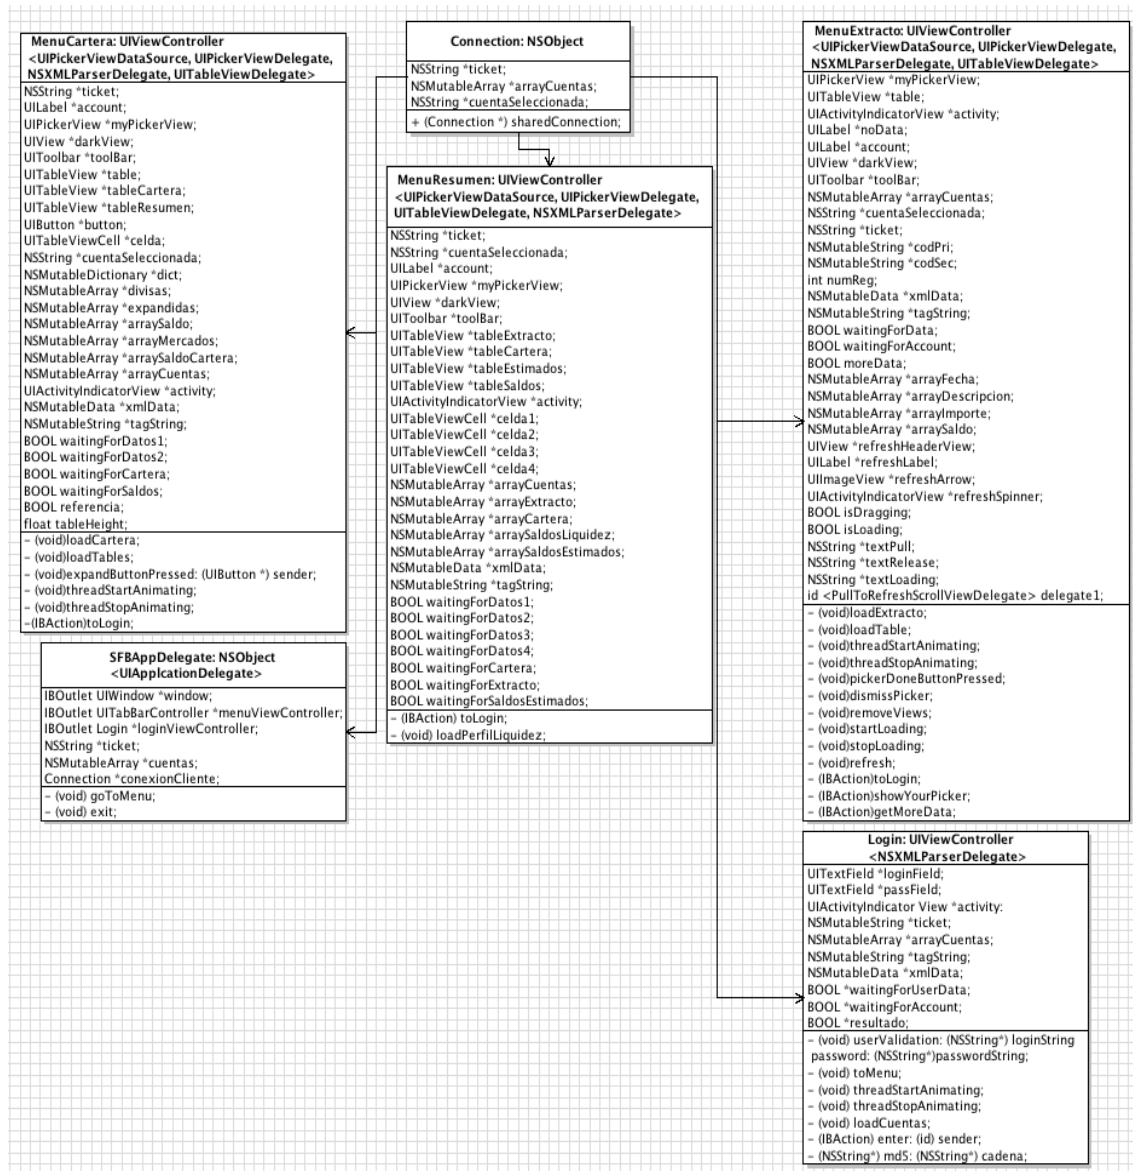 MenuCartera: UIViewController
<UIPickerViewDataSource, UIPickerViewDelegate,
NSXMLParserDelegate, UITableViewDelegate>
NSString *ticket;
UILabel *account;
UIPickerView *myPickerView;
UIView *darkView;
UIToolbar *toolBar;
UITableView *table;
UITableView *tableCartera;
UITableView *tableResumen;
UIButton *button;
UITableViewCell *celda;
NSString *cuentaSeleccionada;
NSMutableDictionary *dict;
NSMutableArray *divisas;
NSMutableArray *expandidas;
NSMutableArray *arraySaldo;
NSMutableArray *arrayMercados;
NSMutableArray *arraySaldoCartera;
NSMutableArray *arrayCuentas;
UIActivityIndicatorView *activity;
NSMutableData *xmlData;
NSMutableString *tagString;
BOOL waitingForDatos1;
BOOL waitingForDatos2;
BOOL waitingForCartera;
BOOL waitingForSaldos;
BOOL referencia;
float tableHeight;
- (void)loadCartera;
- (void)loadTables;
- (void)expandButtonPressed: (UIButton *) sender;
- (void)threadStartAnimating;
- (void)threadStopAnimating;
-(IBAction)toLogin;
SFBAppDelegate: NSObject
<UIApplcationDelegate>
IBOutlet UIWindow *window;
IBOutlet UITabBarController *menuViewController;
IBOutlet Login *loginViewController;
NSString *ticket;
NSMutableArray *cuentas;
Connection *conexionCliente;
- (void) goToMenu;
- (void) exit;
Connection: NSObject
NSString *ticket;
NSMutableArray *arrayCuentas;
NSString *cuentaSeleccionada;
+ (Connection *) sharedConnection;
MenuResumen: UIViewController
<UIPickerViewDataSource, UIPickerViewDelegate,
UITableViewDelegate, NSXMLParserDelegate>
NSString *ticket;
NSString *cuentaSeleccionada;
UILabel *account;
UIPickerView *myPickerView;
UIView *darkView;
UIToolbar *toolBar;
UITableView *tableExtracto;
UITableView *tableCartera;
UITableView *tableEstimados;
UITableView *tableSaldos;
UIActivityIndicatorView *activity;
UITableViewCell *celda1;
UITableViewCell *celda2;
UITableViewCell *celda3;
UITableViewCell *celda4;
NSMutableArray *arrayCuentas;
NSMutableArray *arrayExtracto;
NSMutableArray *arrayCartera;
NSMutableArray *arraySaldosLiquidez;
NSMutableArray *arraySaldosEstimados;
NSMutableData *xmlData;
NSMutableString *tagString;
BOOL waitingForDatos1;
BOOL waitingForDatos2;
BOOL waitingForDatos3;
BOOL waitingForDatos4;
BOOL waitingForCartera;
BOOL waitingForExtracto;
BOOL waitingForSaldosEstimados;
- (IBAction) toLogin;
- (void) loadPerfilLiquidez;
MenuExtracto: UIViewController
<UIPickerViewDataSource, UIPickerViewDelegate,
NSXMLParserDelegate, UITableViewDelegate>
UIPickerView *myPickerView;
UITableView *table;
UIActivityIndicatorView *activity;
UILabel *noData;
UILabel *account;
UIView *darkView;
UIToolbar *toolBar;
NSMutableArray *arrayCuentas;
NSString *cuentaSeleccionada;
NSString *ticket;
NSMutableString *codPri;
NSMutableString *codSec;
int numReg;
NSMutableData *xmlData;
NSMutableString *tagString;
BOOL waitingForData;
BOOL waitingForAccount;
BOOL moreData;
NSMutableArray *arrayFecha;
NSMutableArray *arrayDescripcion;
NSMutableArray *arrayImporte;
NSMutableArray *arraySaldo;
UIView *refreshHeaderView;
UILabel *refreshLabel;
UIImageView *refreshArrow;
UIActivityIndicatorView *refreshSpinner;
BOOL isDragging;
BOOL isLoading;
NSString *textPull;
NSString *textRelease;
NSString *textLoading;
id <PullToRefreshScrollViewDelegate> delegate1;
- (void)loadExtracto;
- (void)loadTable;
- (void)threadStartAnimating;
- (void)threadStopAnimating;
- (void)pickerDoneButtonPressed;
- (void)dismissPicker;
- (void)removeViews;
- (void)startLoading;
- (void)stopLoading;
- (void)refresh;
- (IBAction)toLogin;
- (IBAction)showYourPicker;
- (IBAction)getMoreData;
Login: UIViewController
<NSXMLParserDelegate>
UITextField *loginField;
UITextField *passField;
UIActivityIndicator View *activity:
NSMutableString *ticket;
NSMutableArray *arrayCuentas;
NSMutableString *tagString;
NSMutableData *xmlData;
BOOL *waitingForUserData;
BOOL *waitingForAccount;
BOOL *resultado;
- (void) userValidation: (NSString*) loginString
password: (NSString*)passwordString;
- (void) toMenu;
- (void) threadStartAnimating;
- (void) threadStopAnimating;
- (void) loadCuentas;
- (IBAction) enter: (id) sender;
- (NSString*) md5: (NSString*) cadena;